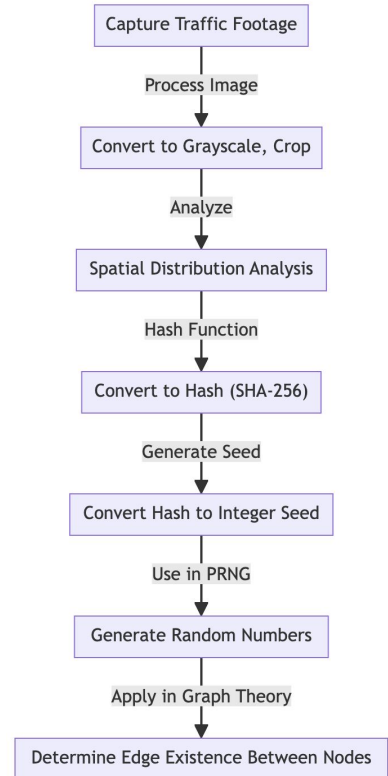 Capture Traffic Footage
Process Image
Convert to Grayscale, Crop
Analyze
Spatial Distribution Analysis
Hash Function
Convert to Hash (SHA-256)
Generate Seed
Convert Hash to Integer Seed
Use in PRNG
Generate Random Numbers
Apply in Graph Theory
Determine Edge Existence Between Nodes